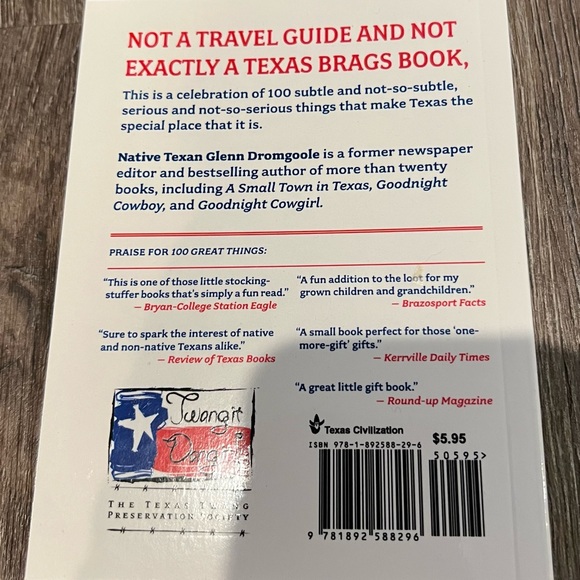 NOT A TRAVEL GUIDE AND NOT
EXACTLY A TEXAS BRAGS BOOK,
This is a celebration of 100 subtle and not-so-subtle,
serious and not-so-serious things that make Texas the
special place that it is.
Native Texan Glenn Dromgoole is a former newspaper
editor and bestselling author of more than twenty
books, including A Small Town in Texas, Goodnight
Cowboy, and Goodnight Cowgirl.
PRAISE FOR 100 GREAT THINGS:
"This is one of those little stocking-
stuffer books that's simply a fun read."
— Bryan-College Station Eagle
"Sure to spark the interest of native
and non-native Texans alike."
— Review of Texas Books
"A fun addition to the loot for my
grown children and grandchildren."
— Brazosport Facts
"A small book perfect for those 'one-
more-gift' gifts."
— Kerrville Daily Times
"A great little gift book."
— Round-up Magazine
Twangit
THE TEXAS TWANG
PRESERVATION SOCIETY
Texas Civilization
ISBN 978-1-892588-29-6
$5.95
50595>
9 781892 588296